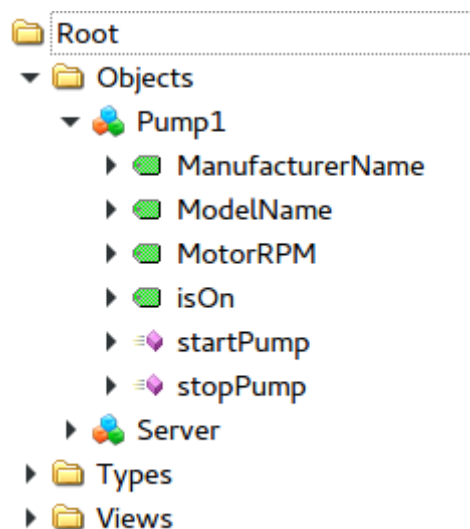 Root
Objects
Pump1
ManufacturerName
ModelName
MotorRPM
isOn
startPump
stopPump
Server
Types
Views